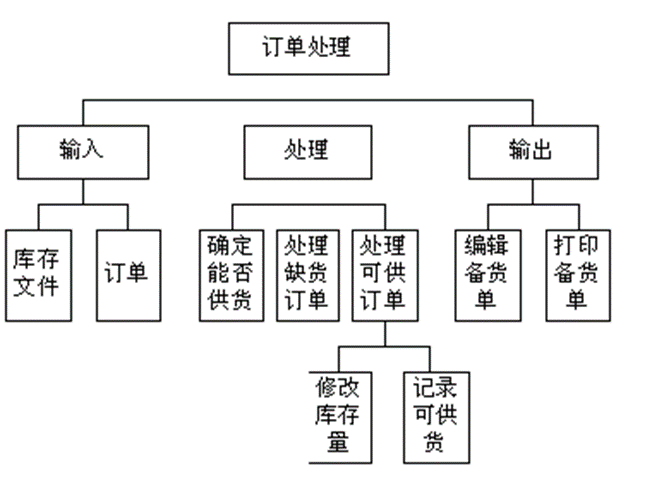 订单处理
输入
处理
输出
库存
文件
订单
确定
能否
供货
处理
缺货
订单
处理
可供
订单
编辑
备货
单
打印
备货
单
修改
库存
量
记录
可供
货